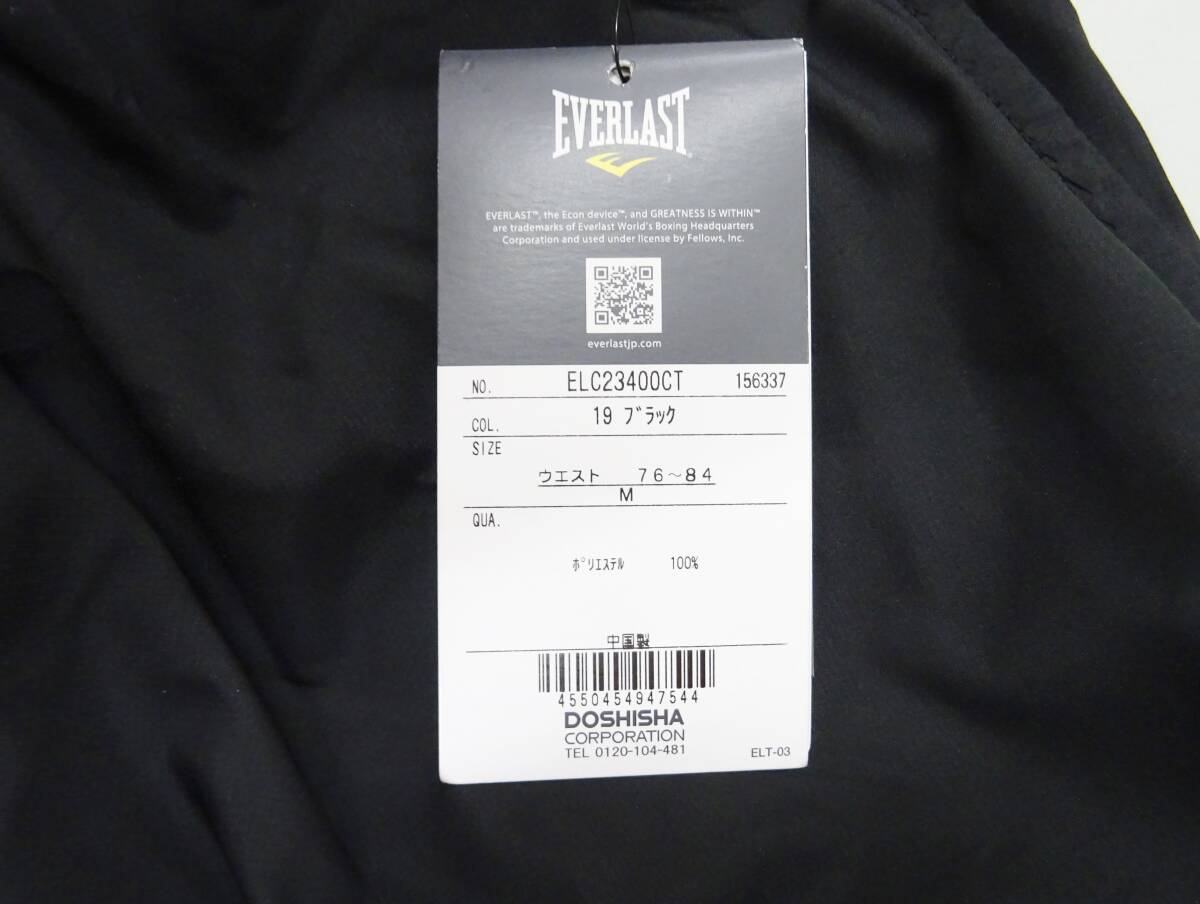 EVERLAST
EVERLAST™, the Econ device™, and GREATNESS IS WITHIN™
are trademarks of Everlast World's Boxing Headquarters
Corporation and used under license by Fellows, Inc.
everlastjp.com
NO. ELC23400CT 156337
COL. 19 ﾌﾞﾗｯｸ
SIZE
ウエスト 76～84
M
QUA.
ﾎﾟﾘｴｽﾃﾙ 100%
中国製
4550454947544
DOSHISHA
CORPORATION
TEL 0120-104-481
ELT-03